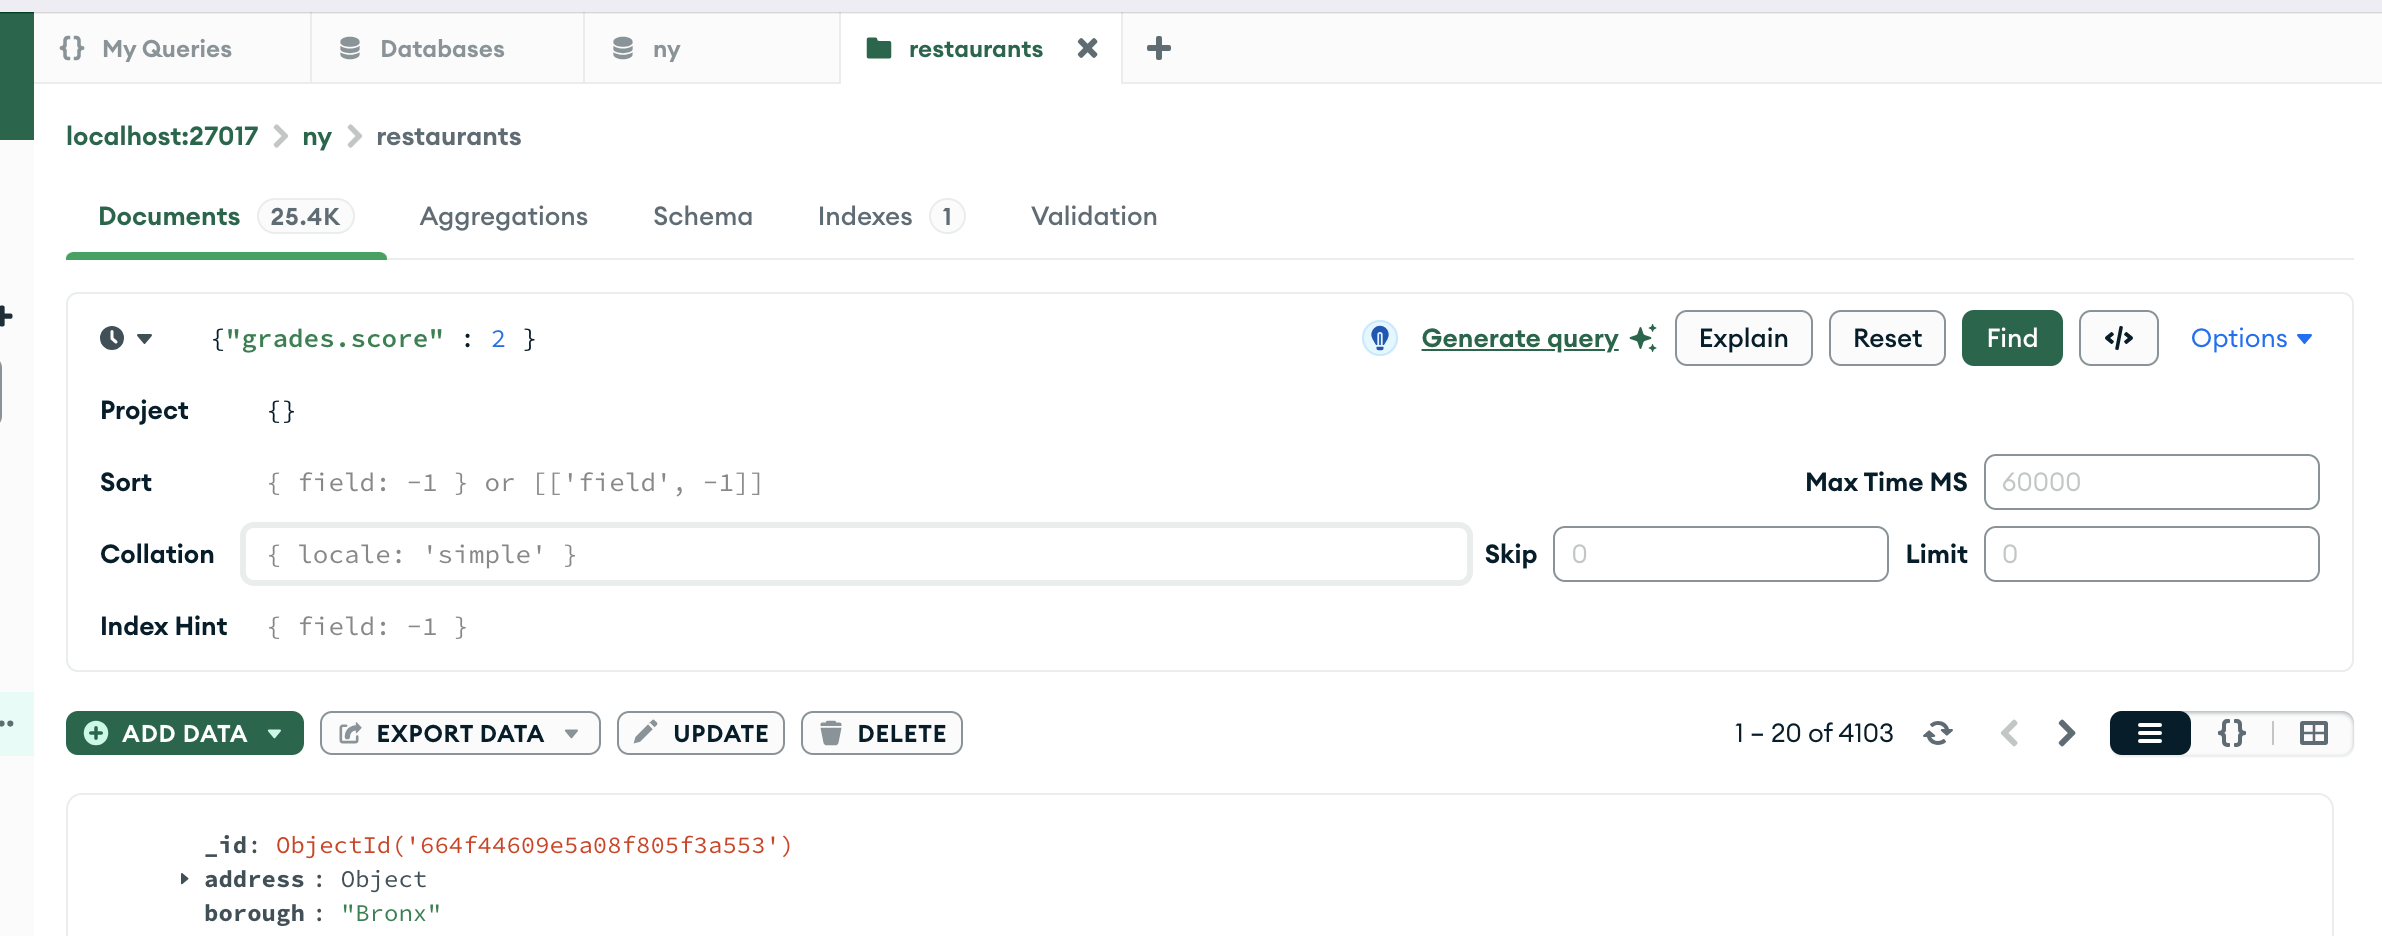 {} My Queries Databases ny restaurants
localhost:27017 > ny > restaurants
Documents 25.4K Aggregations Schema Indexes 1 Validation
{"grades.score" : 2 } Generate query Explain Reset Find </> Options
Project {}
Sort { field: -1 } or [['field', -1]] Max Time MS 60000
Collation { locale: 'simple' } Skip 0 Limit 0
Index Hint { field: -1 }
ADD DATA EXPORT DATA UPDATE DELETE 1 – 20 of 4103 {}
_id: ObjectId('664f44609e5a08f805f3a553')
address : Object
borough : "Bronx"